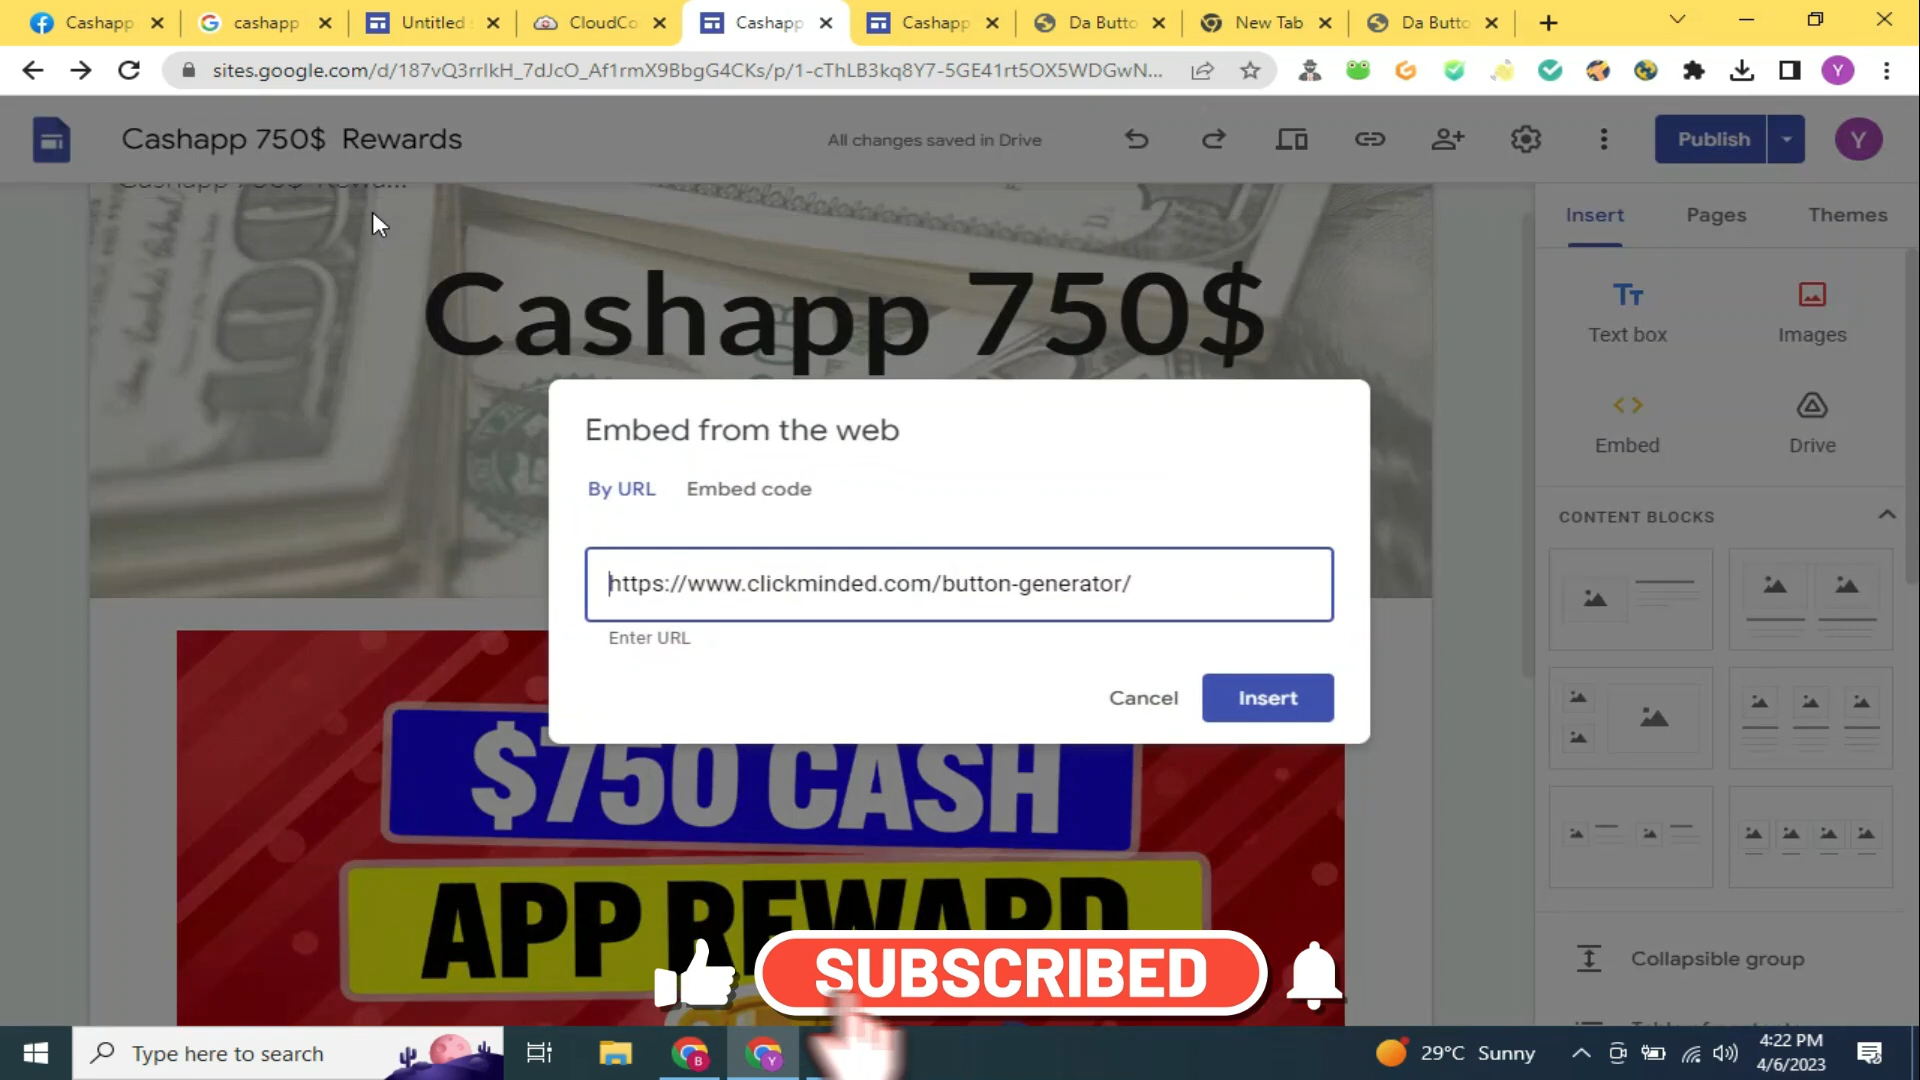 Cashapp
cashapp
Untitled
CloudCo
Cashapp
Cashapp
Da Butto
New Tab
Da Butto
sites.google.com/d/187vQ3rrlkH_7dJcO_Af1rmX9BbgG4CKs/p/1-cThLB3kq8Y7-5GE41rt5OX5WDGwN...
Y
Cashapp 750$ Rewards
All changes saved in Drive
Publish
Y
Cashapp 750$ Rewa...
Insert
Pages
Themes
Cashapp 750$
Text box
Images
Embed
Drive
Embed from the web
By URL
Embed code
CONTENT BLOCKS
https://www.clickminded.com/button-generator/
Enter URL
Cancel
Insert
$750 CASH
APP REWARD
SUBSCRIBED
Collapsible group
Type here to search
B
Y
29°C Sunny
4:22 PM
4/6/2023